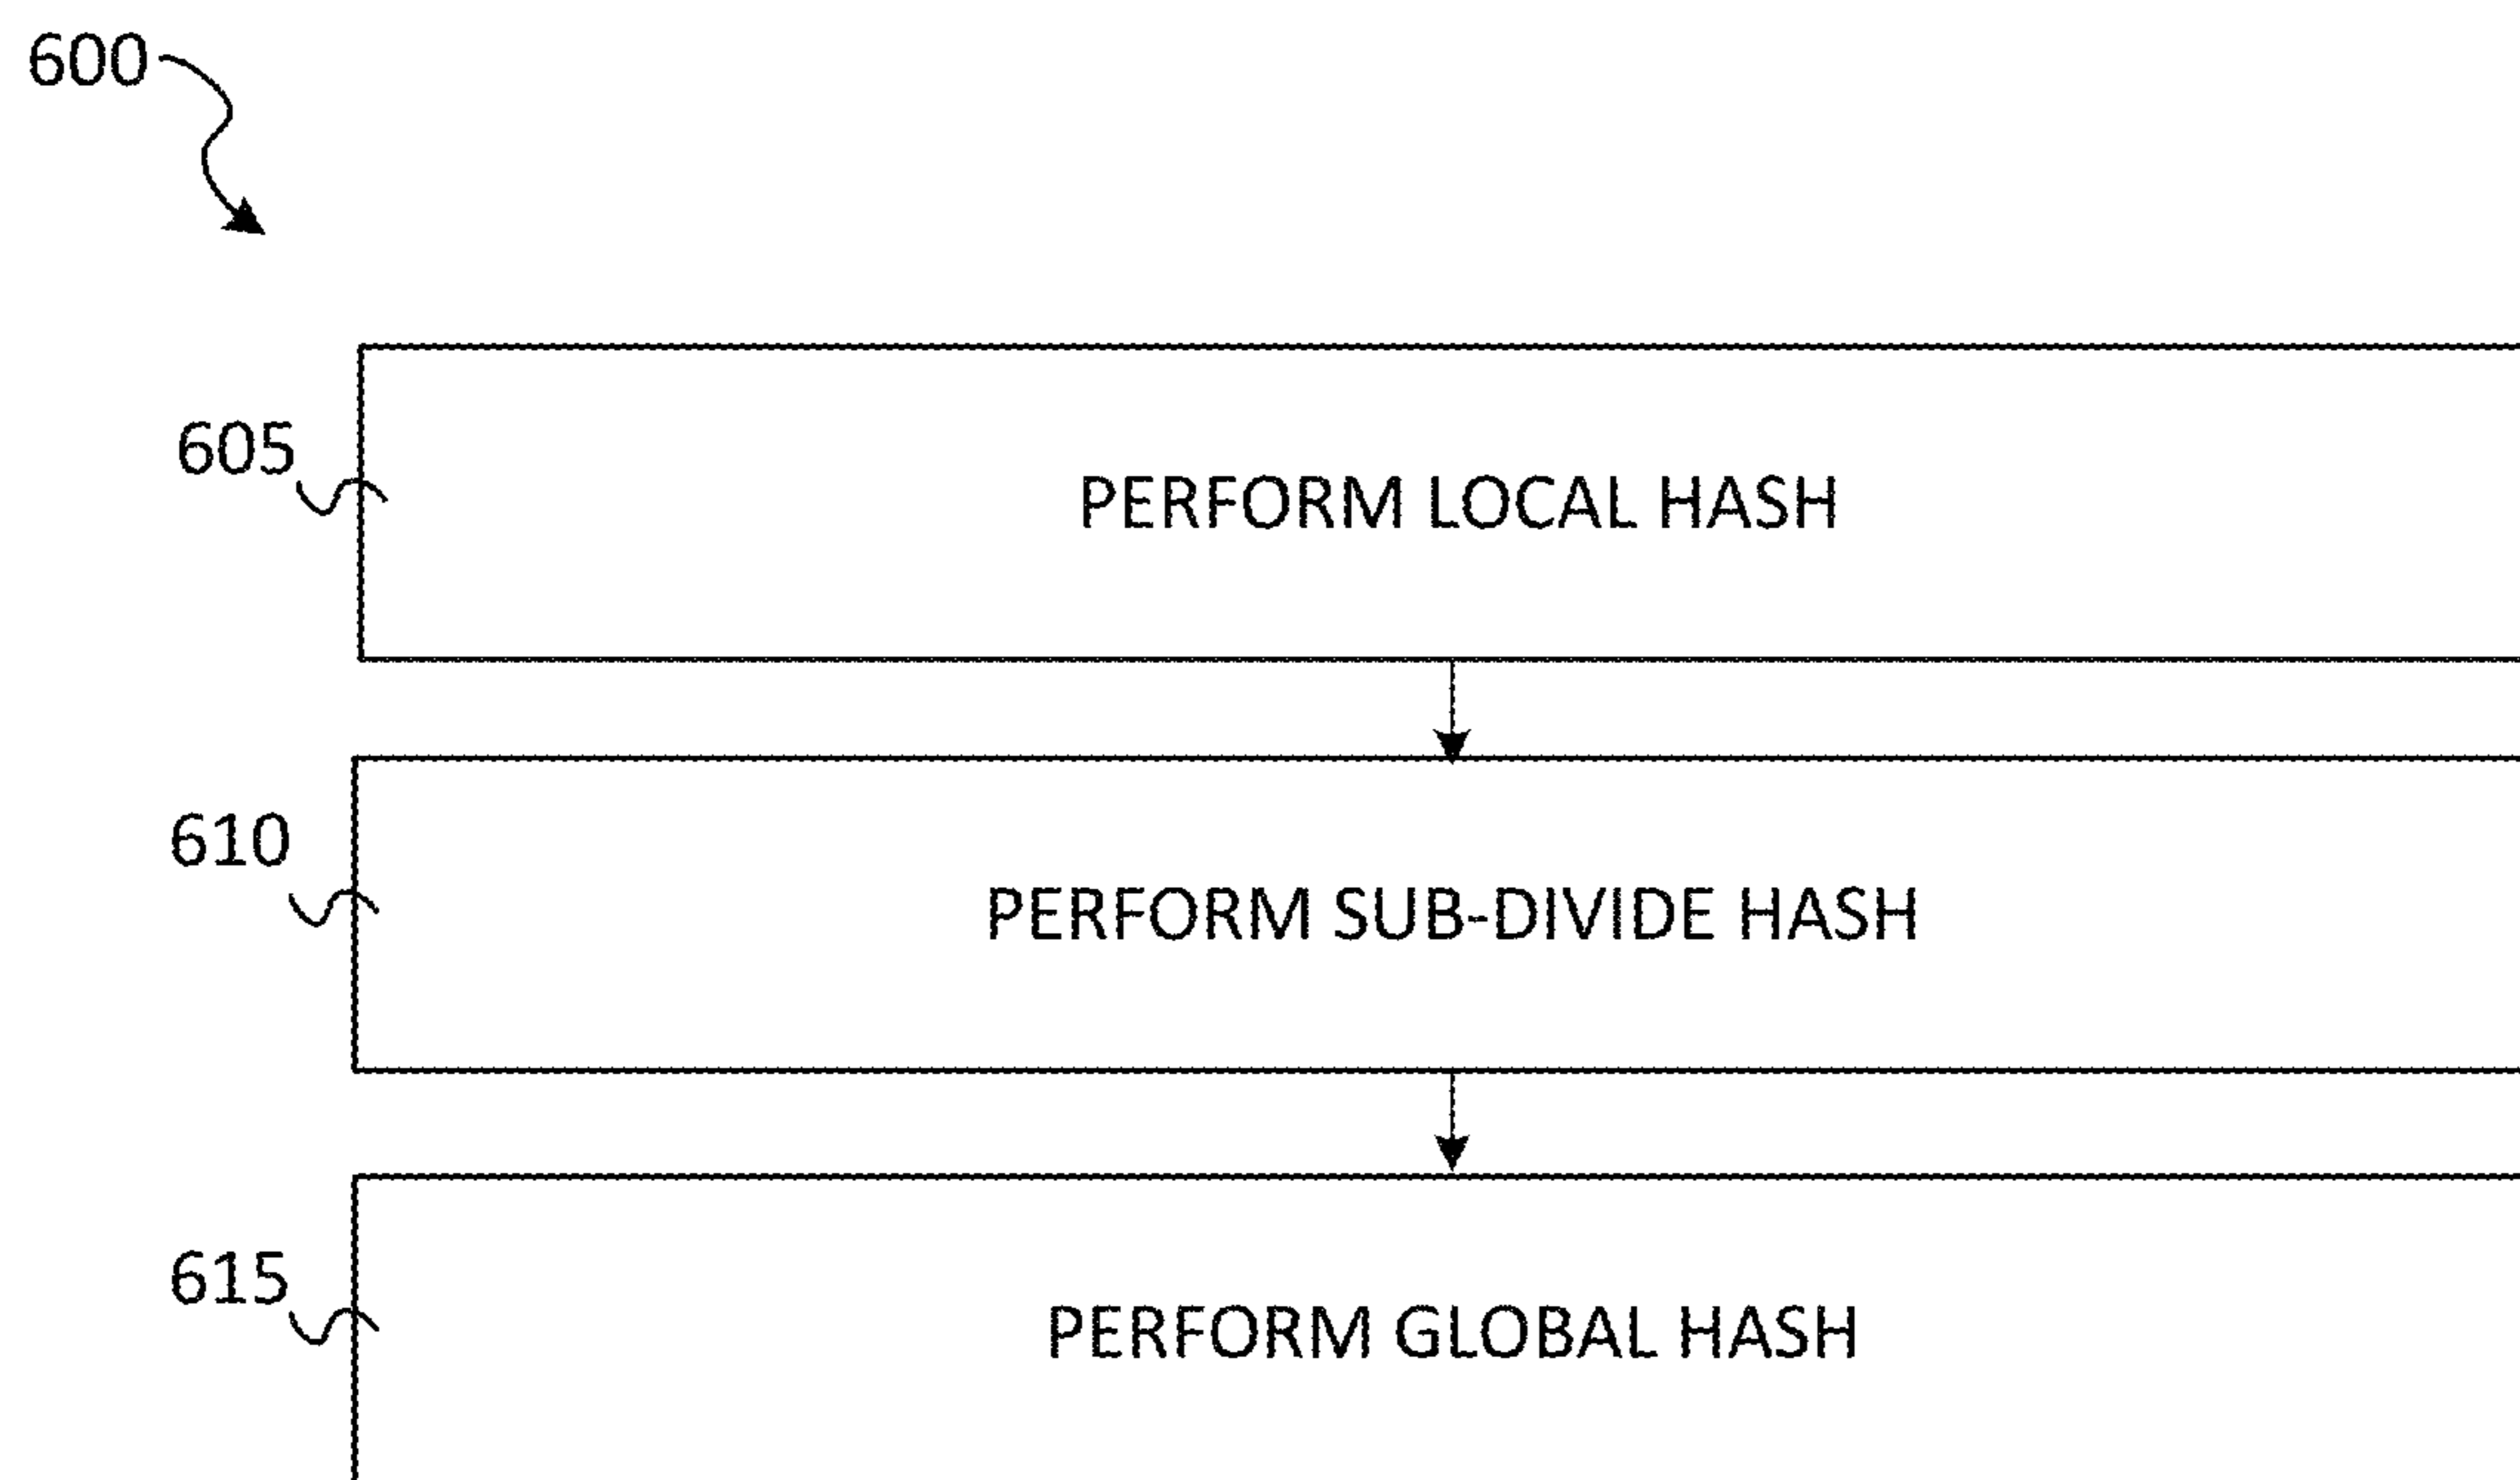 600
605
PERFORM LOCAL HASH
610
PERFORM SUB-DIVIDE HASH
615
PERFORM GLOBAL HASH